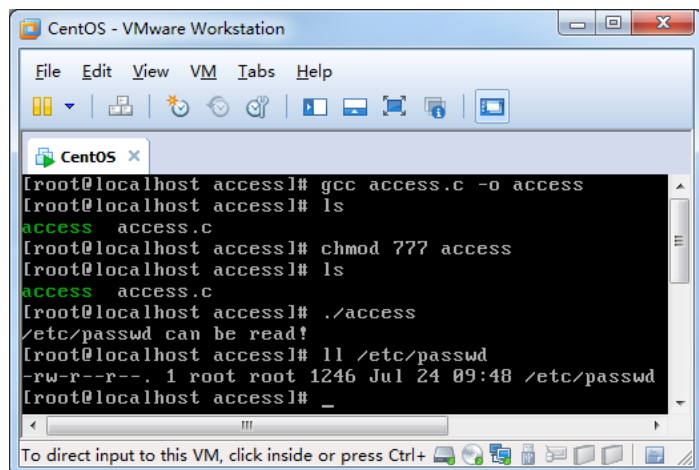 CentOS - VMware Workstation
File Edit View VM Tabs Help
CentOS ×
[root@localhost access]# gcc access.c -o access
[root@localhost access]# ls
access  access.c
[root@localhost access]# chmod 777 access
[root@localhost access]# ls
access  access.c
[root@localhost access]# ./access
/etc/passwd can be read!
[root@localhost access]# ll /etc/passwd
-rw-r--r--. 1 root root 1246 Jul 24 09:48 /etc/passwd
[root@localhost access]# _
To direct input to this VM, click inside or press Ctrl+